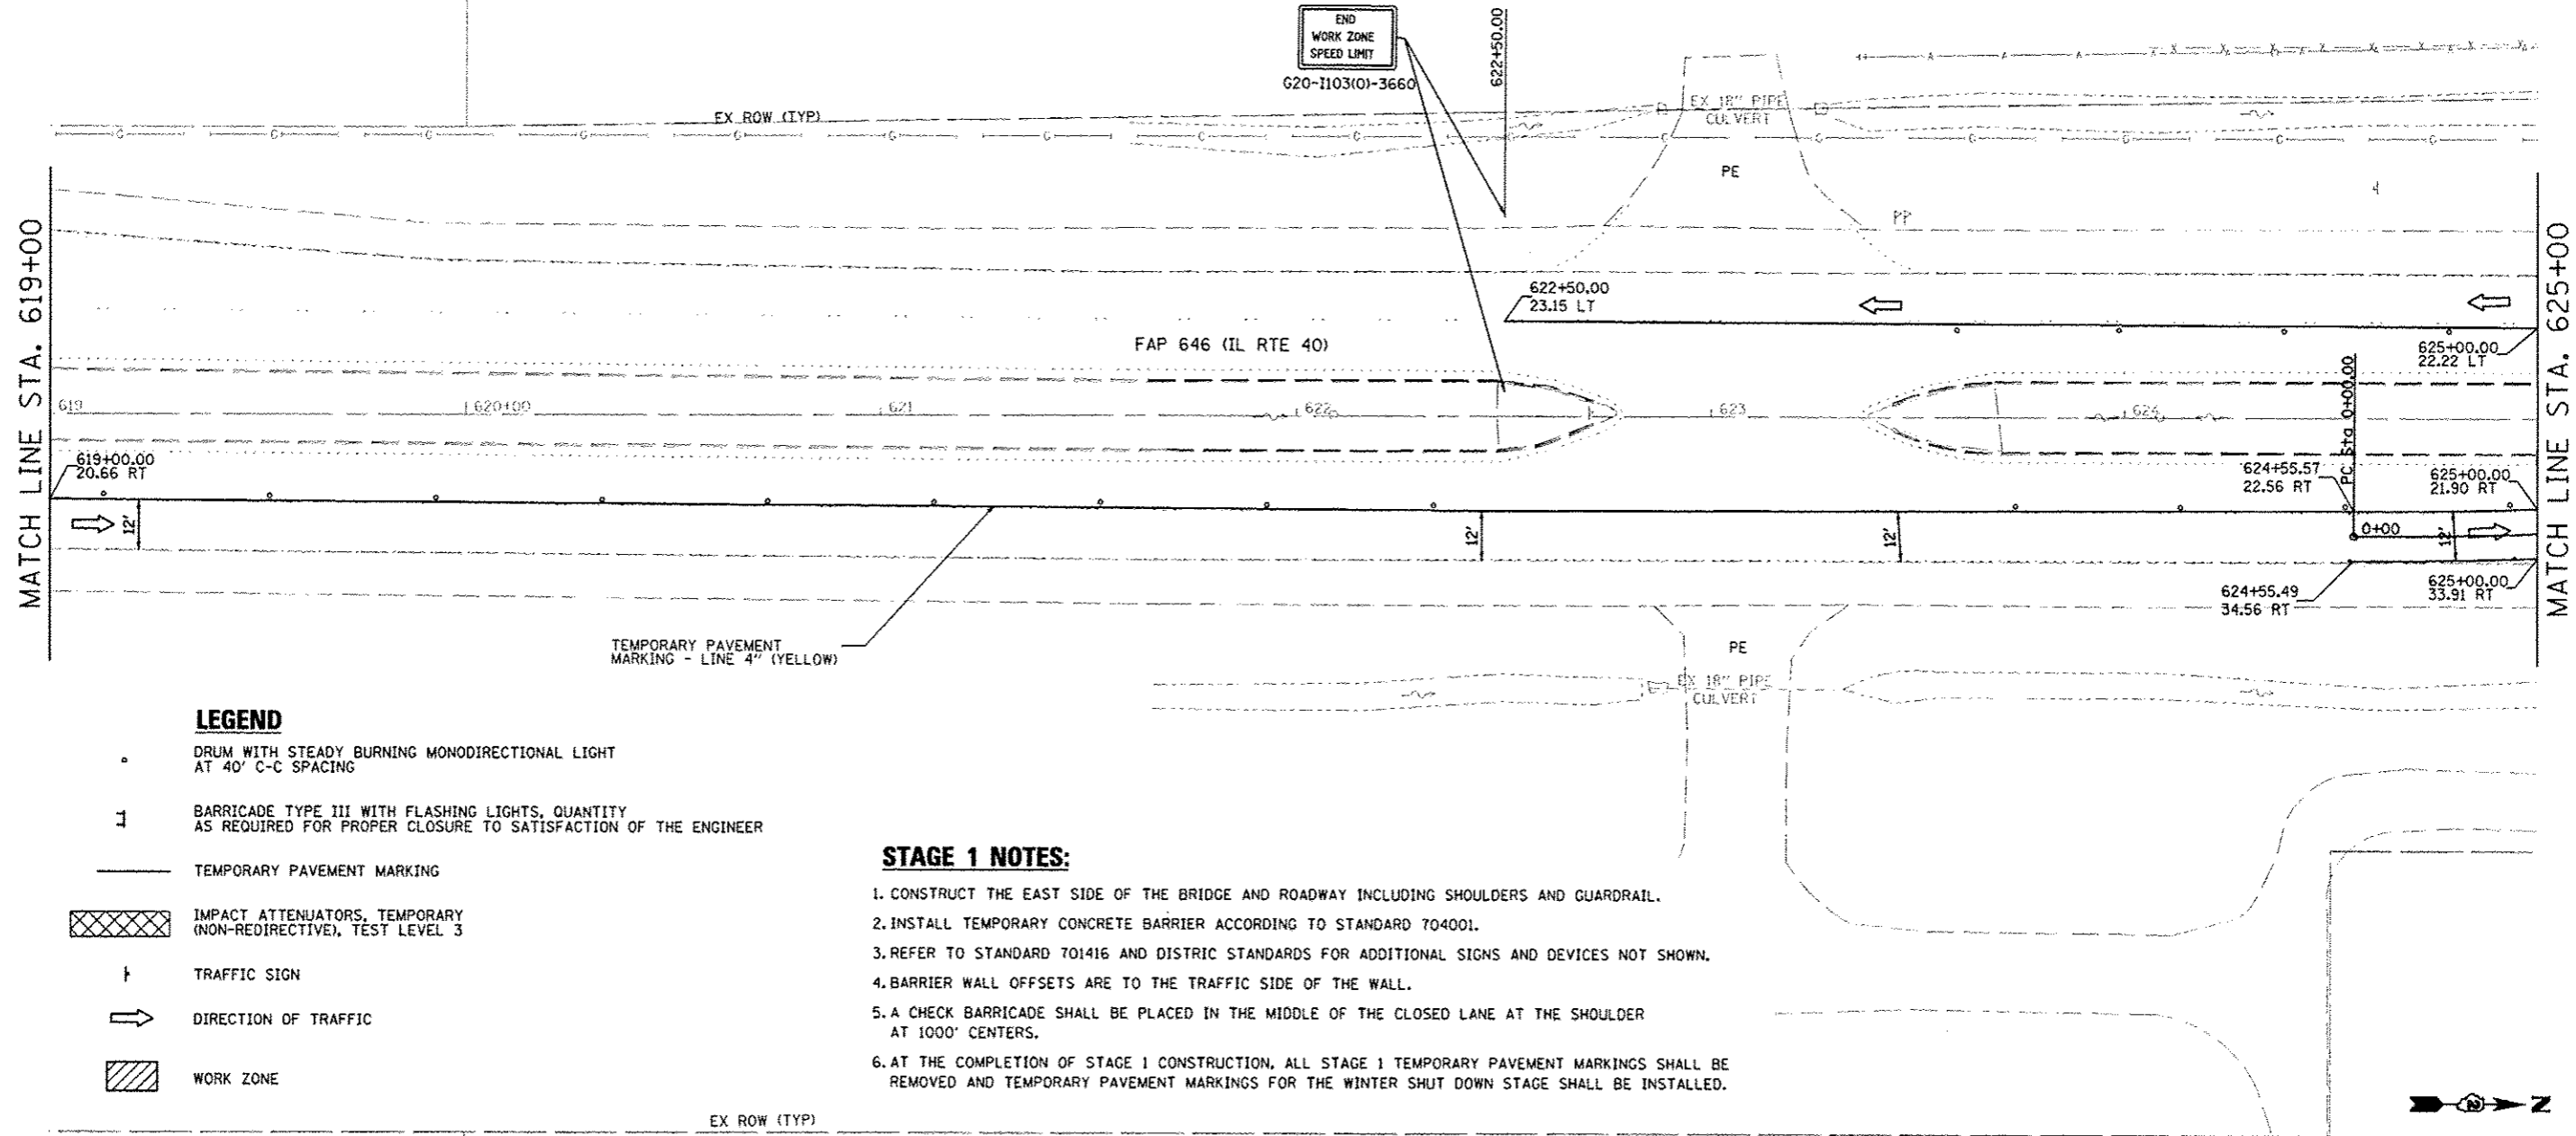 END
WORK ZONE
SPEED LIMIT
G20-I103(0)-3660
622+50.00
EX ROW (TYP)
EX 18" PIPE
CULVERT
G G G G G G G G G G G G G G
PE
PP
MATCH LINE STA. 619+00
MATCH LINE STA. 625+00
622+50.00
23.15 LT
FAP 646 (IL RTE 40)
625+00.00
22.22 LT
619
620+00
621
622
623
624
PC Sta 0+00.00
619+00.00
20.66 RT
624+55.57
22.56 RT
625+00.00
21.90 RT
12'
12'
12'
12'
0+00
624+55.49
34.56 RT
625+00.00
33.91 RT
TEMPORARY PAVEMENT
MARKING - LINE 4" (YELLOW)
PE
EX 18" PIPE
CULVERT
LEGEND
DRUM WITH STEADY BURNING MONODIRECTIONAL LIGHT
AT 40' C-C SPACING
BARRICADE TYPE III WITH FLASHING LIGHTS, QUANTITY
AS REQUIRED FOR PROPER CLOSURE TO SATISFACTION OF THE ENGINEER
TEMPORARY PAVEMENT MARKING
IMPACT ATTENUATORS, TEMPORARY
(NON-REDIRECTIVE), TEST LEVEL 3
TRAFFIC SIGN
DIRECTION OF TRAFFIC
WORK ZONE
STAGE 1 NOTES:
1. CONSTRUCT THE EAST SIDE OF THE BRIDGE AND ROADWAY INCLUDING SHOULDERS AND GUARDRAIL.
2. INSTALL TEMPORARY CONCRETE BARRIER ACCORDING TO STANDARD 704001.
3. REFER TO STANDARD 701416 AND DISTRIC STANDARDS FOR ADDITIONAL SIGNS AND DEVICES NOT SHOWN.
4. BARRIER WALL OFFSETS ARE TO THE TRAFFIC SIDE OF THE WALL.
5. A CHECK BARRICADE SHALL BE PLACED IN THE MIDDLE OF THE CLOSED LANE AT THE SHOULDER
AT 1000' CENTERS.
6. AT THE COMPLETION OF STAGE 1 CONSTRUCTION, ALL STAGE 1 TEMPORARY PAVEMENT MARKINGS SHALL BE
REMOVED AND TEMPORARY PAVEMENT MARKINGS FOR THE WINTER SHUT DOWN STAGE SHALL BE INSTALLED.
EX ROW (TYP)
N